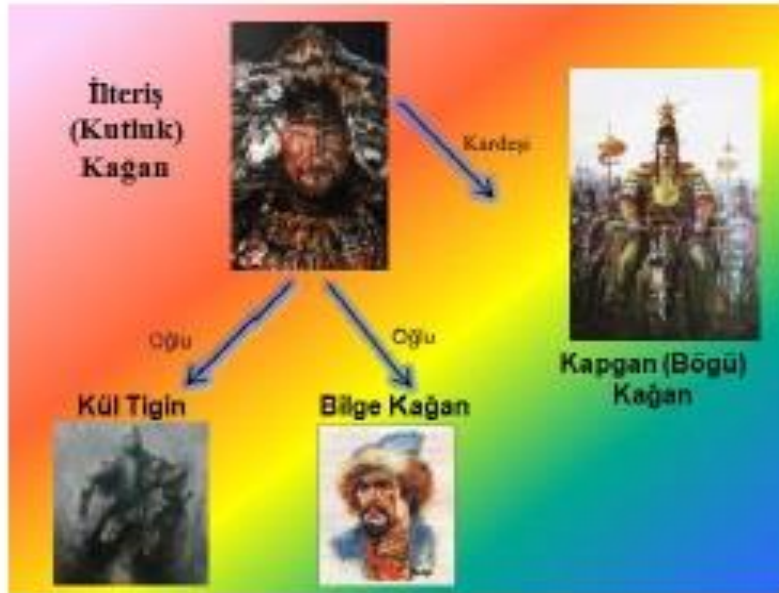 İlteriş
(Kutluk)
Kağan
Kardeşi
Oğlu
Oğlu
Kapgan (Bögü)
Kağan
Kül Tigin
Bilge Kağan